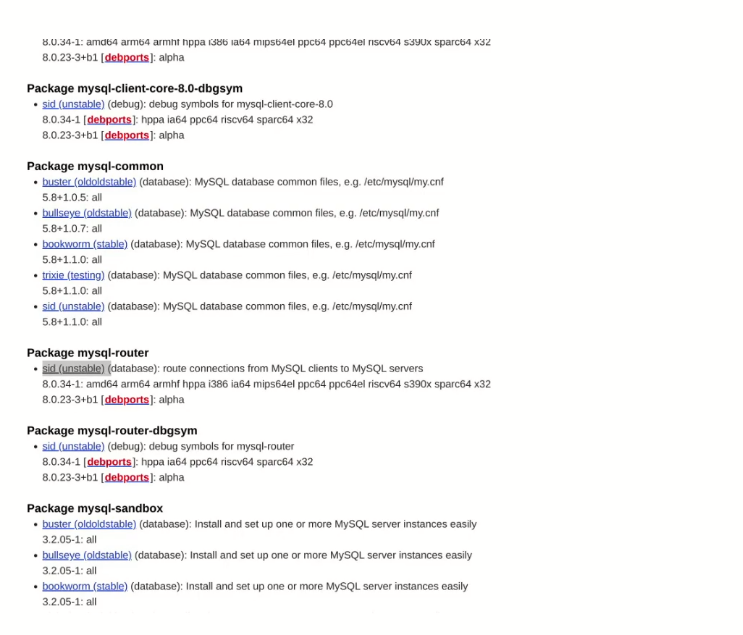 8.0.34-1: amd64 arm64 armhf hppa i386 ia64 mips64el ppc64 ppc64el riscv64 s390x sparc64 x32
8.0.23-3+b1 [debports]: alpha
Package mysql-client-core-8.0-dbgsym
• sid (unstable) (debug): debug symbols for mysql-client-core-8.0
8.0.34-1 [debports]: hppa ia64 ppc64 riscv64 sparc64 x32
8.0.23-3+b1 [debports]: alpha
Package mysql-common
• buster (oldoldstable) (database): MySQL database common files, e.g. /etc/mysql/my.cnf
5.8+1.0.5: all
• bullseye (oldstable) (database): MySQL database common files, e.g. /etc/mysql/my.cnf
5.8+1.0.7: all
• bookworm (stable) (database): MySQL database common files, e.g. /etc/mysql/my.cnf
5.8+1.1.0: all
• trixie (testing) (database): MySQL database common files, e.g. /etc/mysql/my.cnf
5.8+1.1.0: all
• sid (unstable) (database): MySQL database common files, e.g. /etc/mysql/my.cnf
5.8+1.1.0: all
Package mysql-router
• sid (unstable) (database): route connections from MySQL clients to MySQL servers
8.0.34-1: amd64 arm64 armhf hppa i386 ia64 mips64el ppc64 ppc64el riscv64 s390x sparc64 x32
8.0.23-3+b1 [debports]: alpha
Package mysql-router-dbgsym
• sid (unstable) (debug): debug symbols for mysql-router
8.0.34-1 [debports]: hppa ia64 ppc64 riscv64 sparc64 x32
8.0.23-3+b1 [debports]: alpha
Package mysql-sandbox
• buster (oldoldstable) (database): Install and set up one or more MySQL server instances easily
3.2.05-1: all
• bullseye (oldstable) (database): Install and set up one or more MySQL server instances easily
3.2.05-1: all
• bookworm (stable) (database): Install and set up one or more MySQL server instances easily
3.2.05-1: all